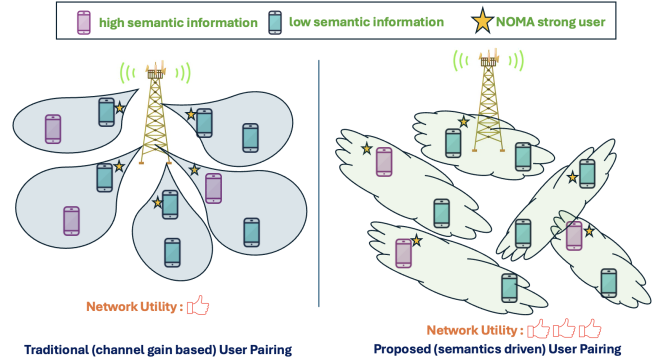 high semantic information low semantic information NOMA strong user
Network Utility :
Traditional (channel gain based) User Pairing
Network Utility :
Proposed (semantics driven) User Pairing